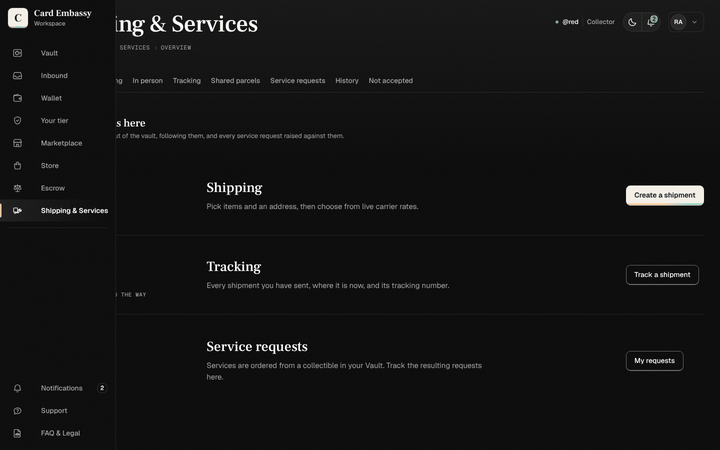 C
Card Embassy
Workspace
Vault
Inbound
Wallet
Your tier
Marketplace
Store
Escrow
Shipping & Services
Notifications 2
Support
FAQ & Legal
ing & Services
SERVICES › OVERVIEW
@red Collector
2
RA
ng In person Tracking Shared parcels Service requests History Not accepted
s here
ut of the vault, following them, and every service request raised against them.
Shipping
Pick items and an address, then choose from live carrier rates.
Create a shipment
Tracking
Every shipment you have sent, where it is now, and its tracking number.
Track a shipment
THE WAY
Service requests
Services are ordered from a collectible in your Vault. Track the resulting requests
here.
My requests